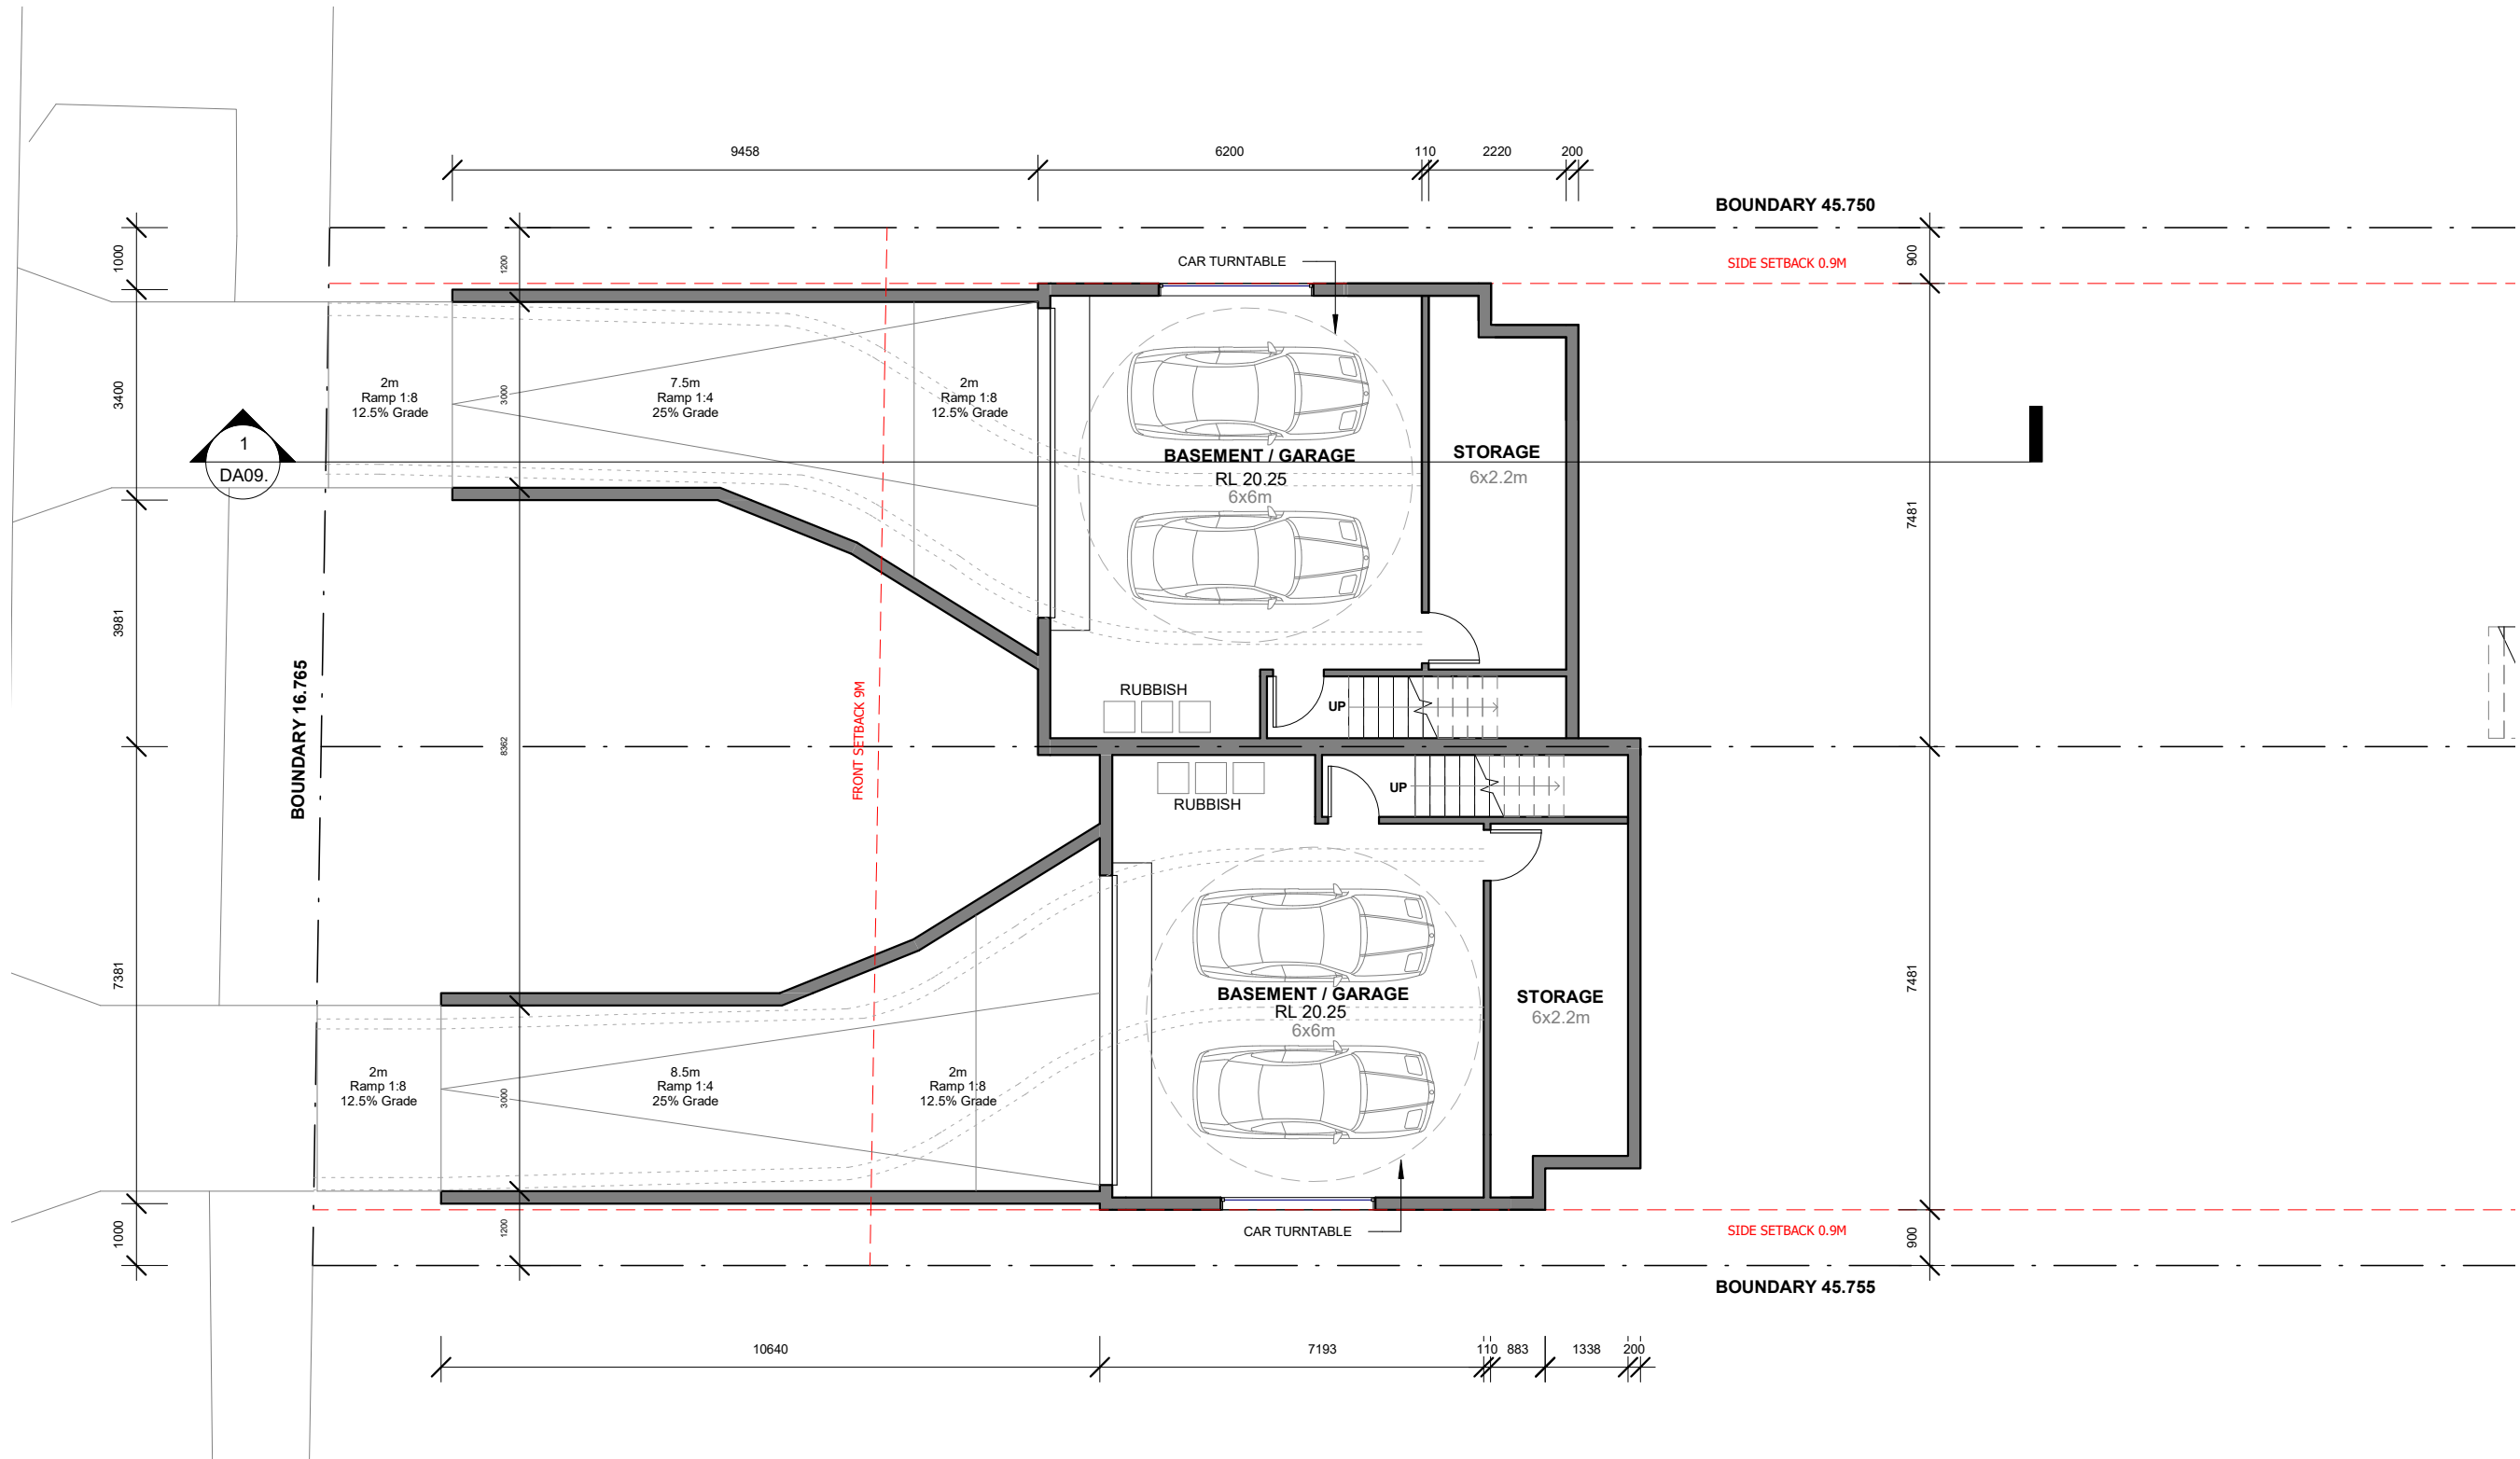 9458
6200
110
2220
200
BOUNDARY 45.750
1000
1200
CAR TURNTABLE
SIDE SETBACK 0.9M
900
3400
2m
Ramp 1:8
12.5% Grade
3000
7.5m
Ramp 1:4
25% Grade
2m
Ramp 1:8
12.5% Grade
1
DA09.
BASEMENT / GARAGE
RL 20.25
6x6m
STORAGE
6x2.2m
7481
3981
BOUNDARY 16.765
8362
FRONT SETBACK 9M
RUBBISH
UP
RUBBISH
UP
7381
2m
Ramp 1:8
12.5% Grade
3000
8.5m
Ramp 1:4
25% Grade
2m
Ramp 1:8
12.5% Grade
BASEMENT / GARAGE
RL 20.25
6x6m
STORAGE
6x2.2m
7481
1000
1200
CAR TURNTABLE
SIDE SETBACK 0.9M
900
BOUNDARY 45.755
10640
7193
110
883
1338
200